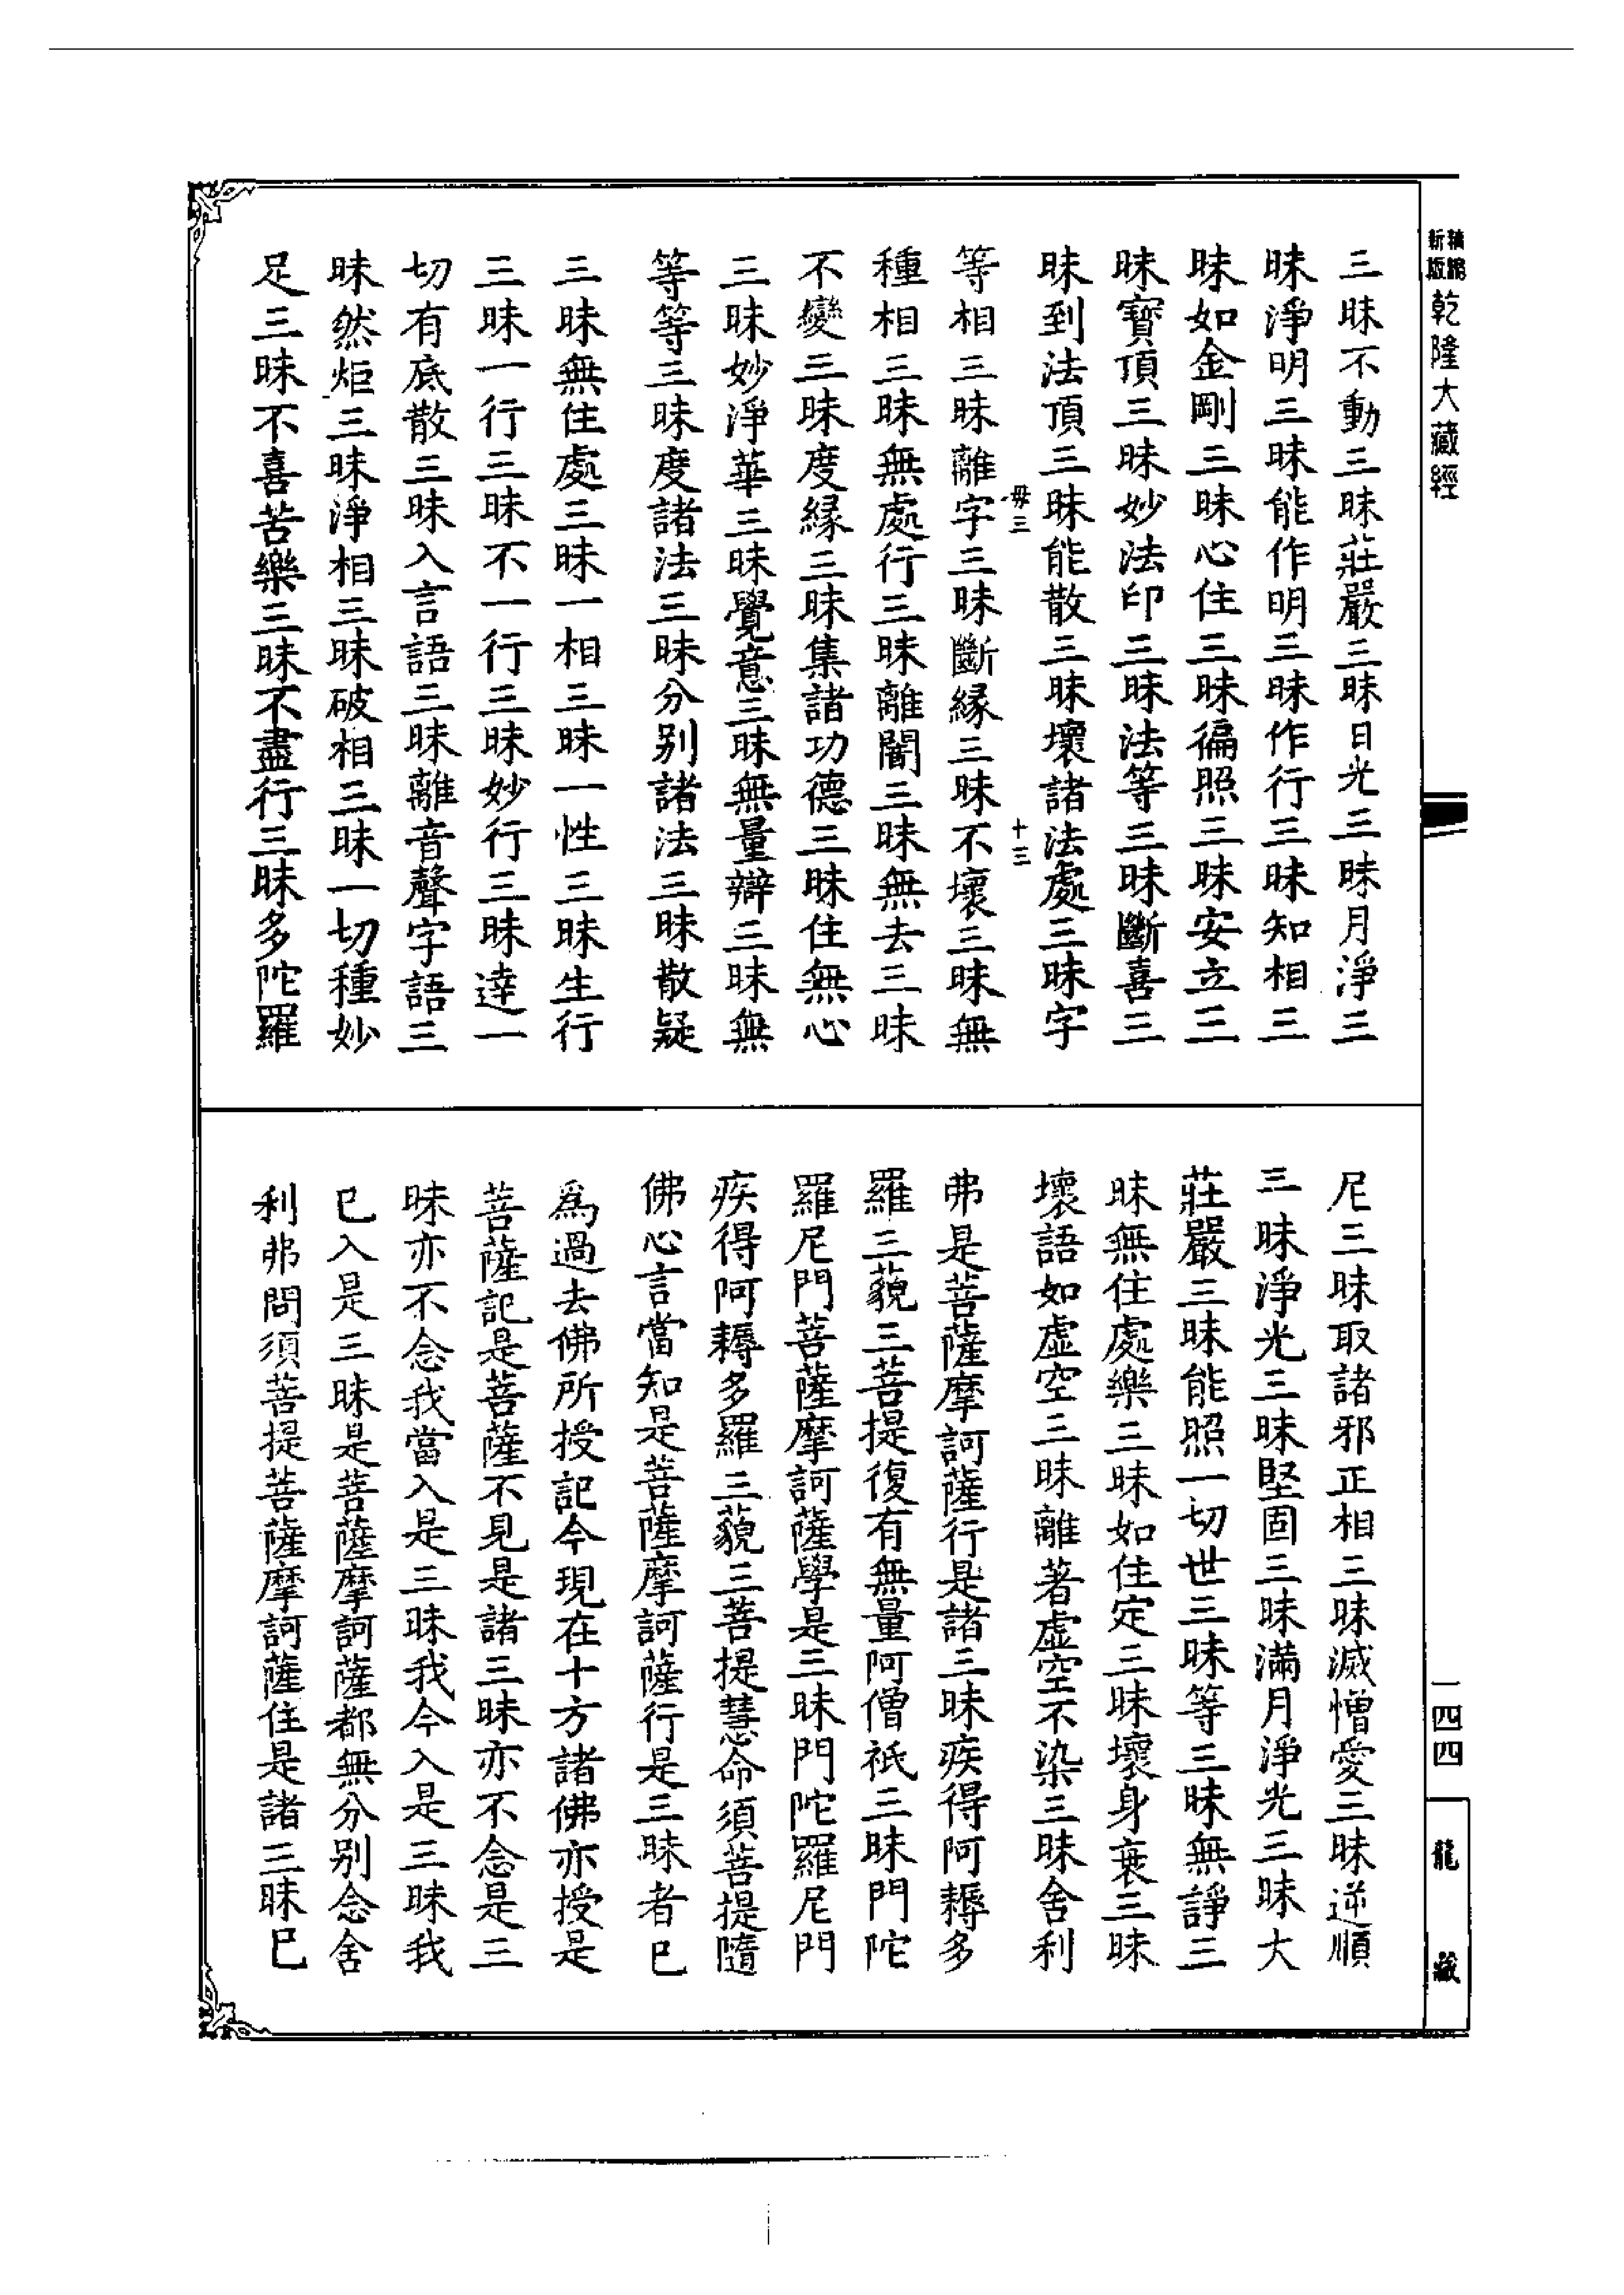 新版
精縮
乾隆大藏經
三昧不動三昧莊嚴三昧日光三昧月淨三
昧淨明三昧能作明三昧作行三昧知相三
昧如金剛三昧心住三昧徧照三昧安立三
昧寶頂三昧妙法印三昧法等三昧斷喜三
昧到法頂三昧能散三昧壞諸法處三昧字
毋三
十三
等相三昧離字三昧斷緣三昧不壞三昧無
種相三昧無處行三昧離闇三昧無去三昧
不變三昧度緣三昧集諸功德三昧住無心
三昧妙淨華三昧覺意三昧無量辯三昧無
等等三昧度諸法三昧分別諸法三昧散疑
三昧無住處三昧一相三昧一性三昧生行
三昧一行三昧不一行三昧妙行三昧達一
切有底散三昧入言語三昧離音聲字語三
昧然炬三昧淨相三昧破相三昧一切種妙
足三昧不喜苦樂三昧不盡行三昧多陀羅
尼三昧取諸邪正相三昧滅憎愛三昧逆順
三昧淨光三昧堅固三昧滿月淨光三昧大
莊嚴三昧能照一切世三昧等三昧無諍三
昧無住處樂三昧如住定三昧壞身衰三昧
壞語如虛空三昧離著虛空不染三昧舍利
弗是菩薩摩訶薩行是諸三昧疾得阿耨多
羅三藐三菩提復有無量阿僧祇三昧門陀
羅尼門菩薩摩訶薩學是三昧門陀羅尼門
疾得阿耨多羅三藐三菩提慧命須菩提隨
佛心言當知是菩薩摩訶薩行是三昧者已
爲過去佛所授記今現在十方諸佛亦授是
菩薩記是菩薩不見是諸三昧亦不念是三
昧亦不念我當入是三昧我今入是三昧我
已入是三昧是菩薩摩訶薩都無分別念舍
利弗問須菩提菩薩摩訶薩住是諸三昧已
一四四
龍藏